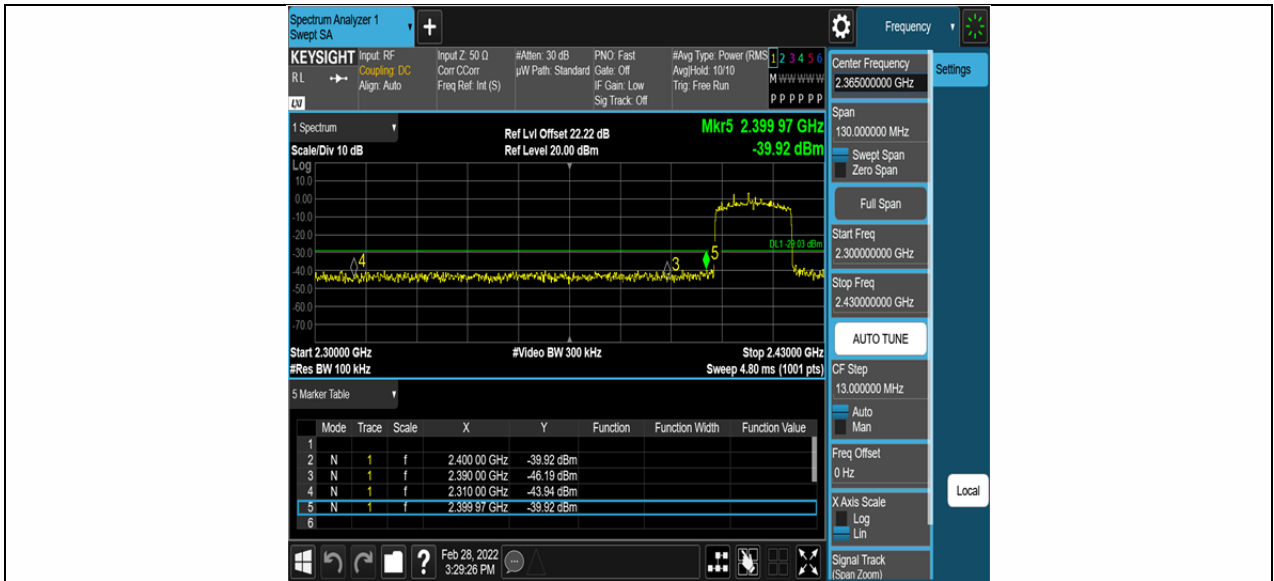 Spectrum Analyzer 1
Swept SA
+
Frequency
KEYSIGHT
RL
LXI
Input: RF
Coupling: DC
Align: Auto
Input Z: 50 Ω
Corr CCorr
Freq Ref: Int (S)
#Atten: 30 dB
µW Path: Standard
PNO: Fast
Gate: Off
IF Gain: Low
Sig Track: Off
#Avg Type: Power (RMS
Avg|Hold: 10/10
Trig: Free Run
1 2 3 4 5 6
M W W W W W
P P P P P P
1 Spectrum
Scale/Div 10 dB
Ref Lvl Offset 22.22 dB
Ref Level 20.00 dBm
Mkr5 2.399 97 GHz
-39.92 dBm
Log
10.0
0.00
-10.0
-20.0
-30.0
-40.0
-50.0
-60.0
-70.0
DL1 -29.03 dBm
4
3
5
Start 2.30000 GHz
#Res BW 100 kHz
#Video BW 300 kHz
Stop 2.43000 GHz
Sweep 4.80 ms (1001 pts)
5 Marker Table
Mode Trace Scale X Y Function Function Width Function Value
1
2 N 1 f 2.400 00 GHz -39.92 dBm
3 N 1 f 2.390 00 GHz -46.19 dBm
4 N 1 f 2.310 00 GHz -43.94 dBm
5 N 1 f 2.399 97 GHz -39.92 dBm
6
?
Feb 28, 2022
3:29:26 PM
Center Frequency
2.365000000 GHz
Settings
Span
130.000000 MHz
Swept Span
Zero Span
Full Span
Start Freq
2.300000000 GHz
Stop Freq
2.430000000 GHz
AUTO TUNE
CF Step
13.000000 MHz
Auto
Man
Freq Offset
0 Hz
Local
X Axis Scale
Log
Lin
Signal Track
(Span Zoom)